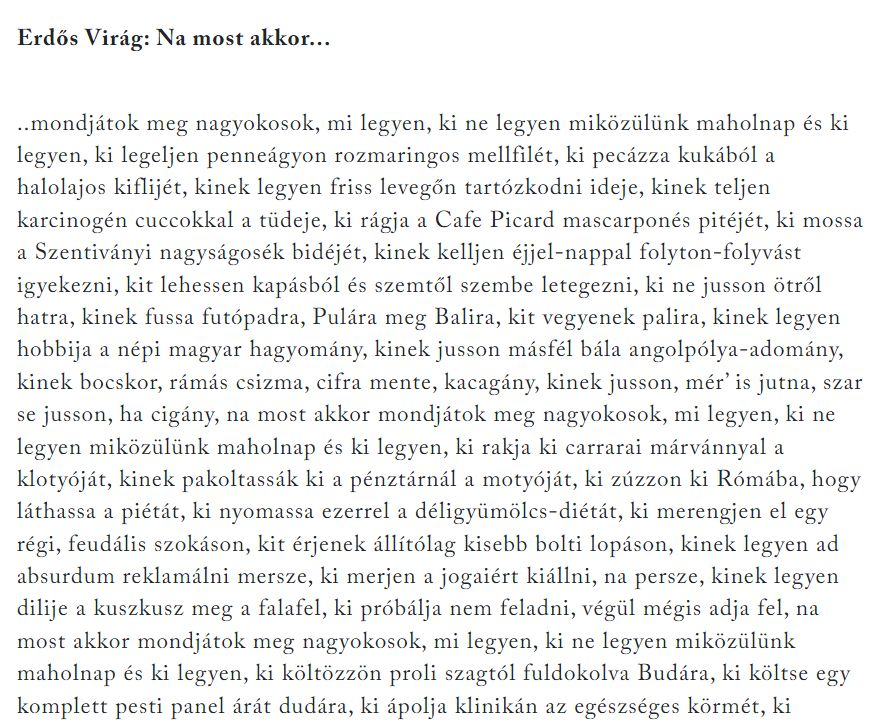 Erdős Virág: Na most akkor…
..mondjátok meg nagyokosok, mi legyen, ki ne legyen miközülünk maholnap és ki
legyen, ki legeljen penneágyon rozmaringos mellfilét, ki pecázza kukából a
halolajos kiflijét, kinek legyen friss levegőn tartózkodni ideje, kinek teljen
karcinogén cuccokkal a tüdeje, ki rágja a Cafe Picard mascarponés pitéjét, ki mossa
a Szentiványi nagyságosék bidéjét, kinek kelljen éjjel-nappal folyton-folyvást
igyekezni, kit lehessen kapásból és szemtől szembe letegezni, ki ne jusson ötről
hatra, kinek fussa futópadra, Pulára meg Balira, kit vegyenek palira, kinek legyen
hobbija a népi magyar hagyomány, kinek jusson másfél bála angolpólya-adomány,
kinek bocskor, rámás csizma, cifra mente, kacagány, kinek jusson, mér’ is jutna, szar
se jusson, ha cigány, na most akkor mondjátok meg nagyokosok, mi legyen, ki ne
legyen miközülünk maholnap és ki legyen, ki rakja ki carrarai márvánnyal a
klotyóját, kinek pakoltassák ki a pénztárnál a motyóját, ki zúzzon ki Rómába, hogy
láthassa a piétát, ki nyomassa ezerrel a déligyümölcs-diétát, ki merengjen el egy
régi, feudális szokáson, kit érjenek állítólag kisebb bolti lopáson, kinek legyen ad
absurdum reklamálni mersze, ki merjen a jogaiért kiállni, na persze, kinek legyen
dilije a kuszkusz meg a falafel, ki próbálja nem feladni, végül mégis adja fel, na
most akkor mondjátok meg nagyokosok, mi legyen, ki ne legyen miközülünk
maholnap és ki legyen, ki költözzön proli szagtól fuldokolva Budára, ki költse egy
komplett pesti panel árát dudára, ki ápolja klinikán az egészséges körmét, ki